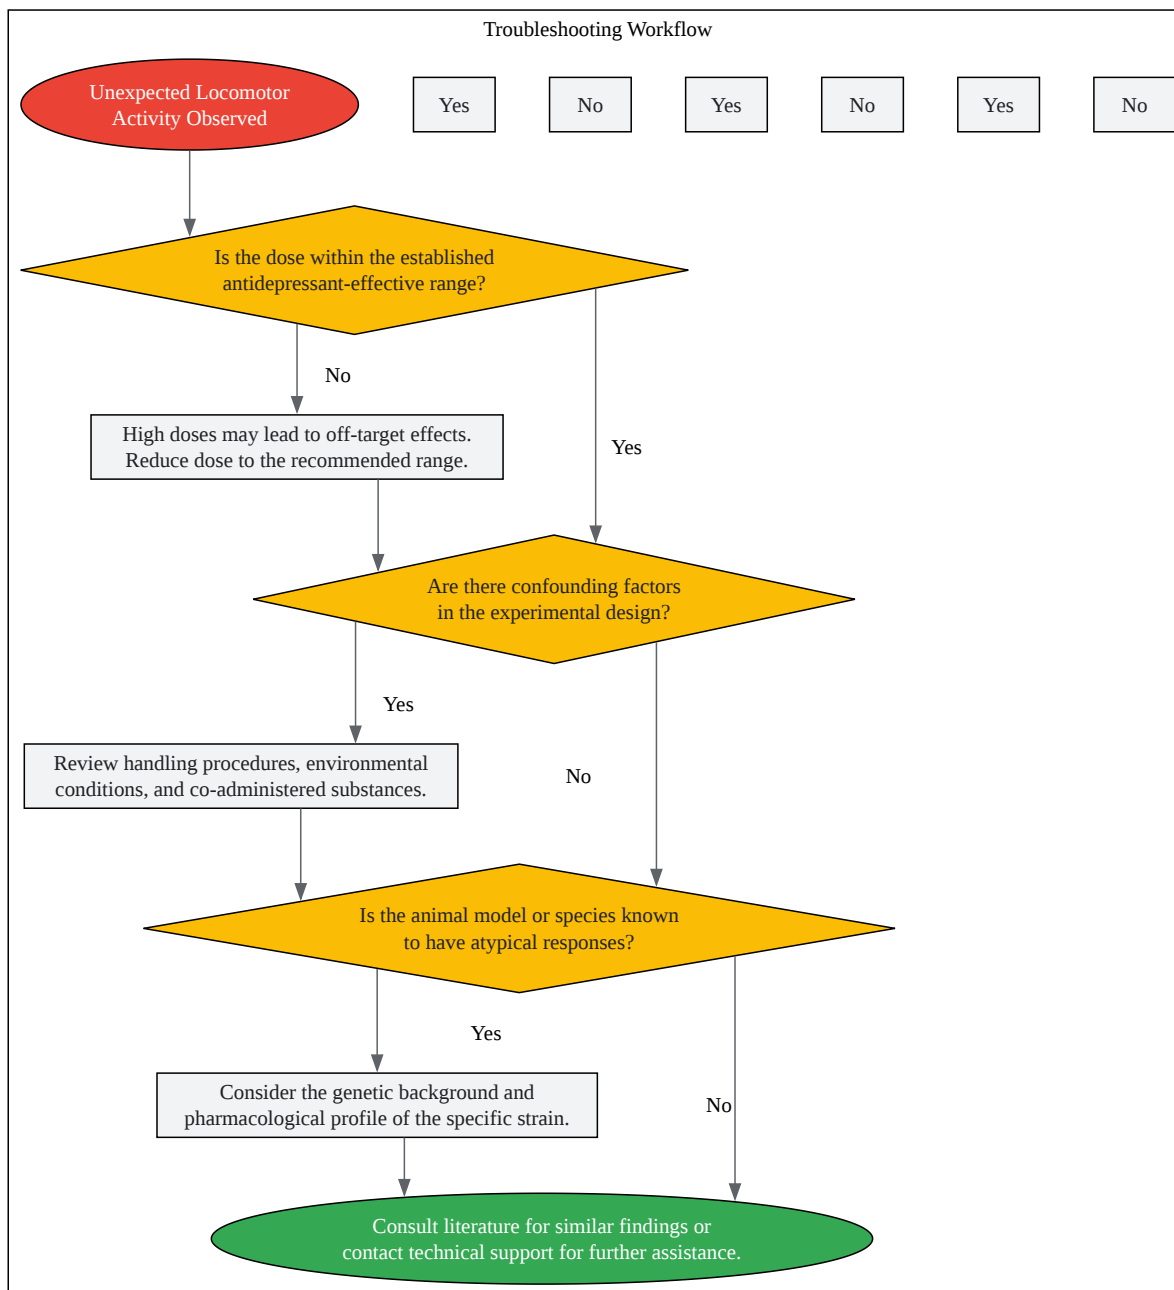 Troubleshooting Workflow
Unexpected Locomotor
Activity Observed
Yes
No
Yes
No
Yes
No
Is the dose within the established
antidepressant-effective range?
No
High doses may lead to off-target effects.
Reduce dose to the recommended range.
Yes
Are there confounding factors
in the experimental design?
Yes
Review handling procedures, environmental
conditions, and co-administered substances.
No
Is the animal model or species known
to have atypical responses?
Yes
Consider the genetic background and
pharmacological profile of the specific strain.
No
Consult literature for similar findings or
contact technical support for further assistance.